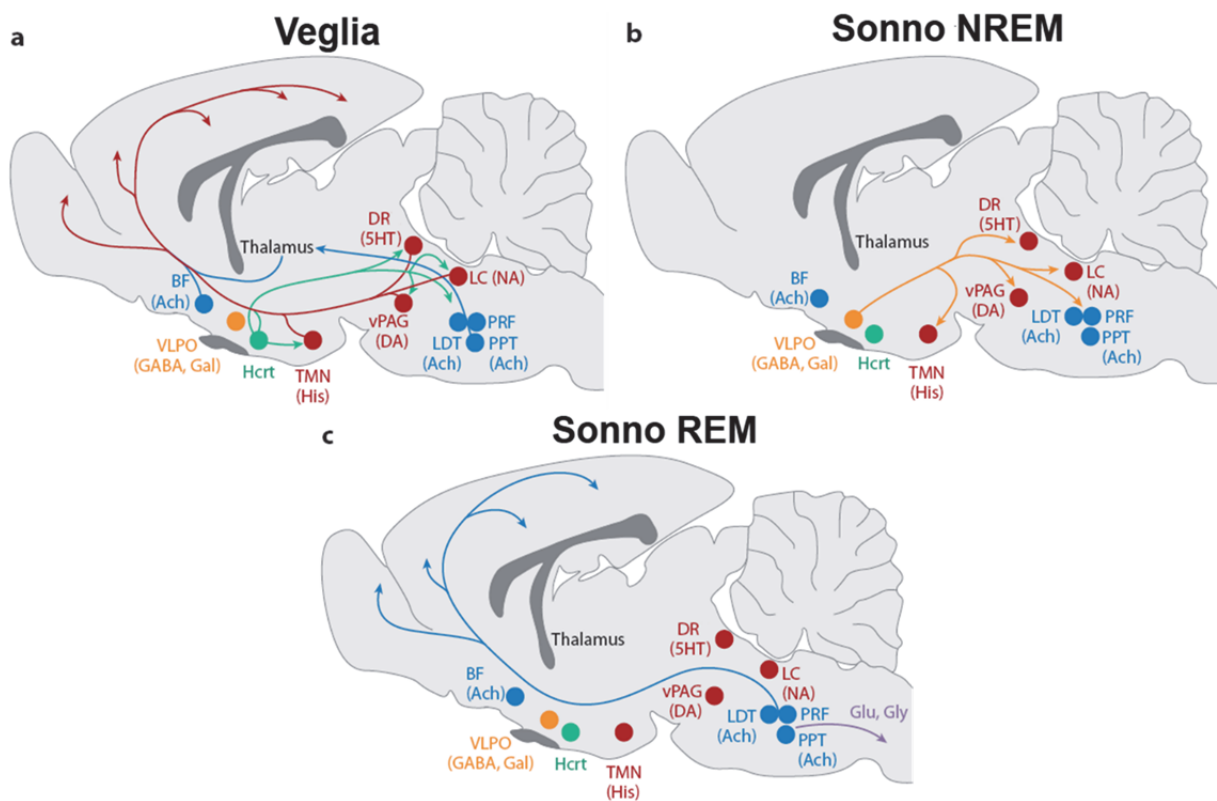 a
Veglia
Thalamus
DR
(5HT)
LC (NA)
BF
(Ach)
vPAG
(DA)
PRF
LDT
(Ach)
PPT
(Ach)
VLPO
(GABA, Gal)
Hcrt
TMN
(His)
b
Sonno NREM
Thalamus
DR
(5HT)
LC
(NA)
BF
(Ach)
vPAG
(DA)
LDT
(Ach)
PRF
PPT
(Ach)
VLPO
(GABA, Gal)
Hcrt
TMN
(His)
c
Sonno REM
Thalamus
DR
(5HT)
LC
(NA)
BF
(Ach)
vPAG
(DA)
LDT
(Ach)
PRF
PPT
(Ach)
Glu, Gly
VLPO
(GABA, Gal)
Hcrt
TMN
(His)